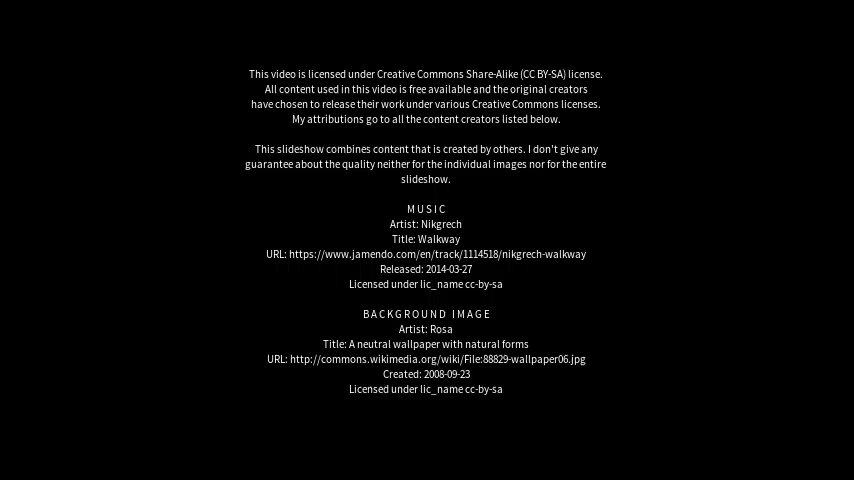 This video is licensed under Creative Commons Share-Alike (CC BY-SA) license.
All content used in this video is free available and the original creators
have chosen to release their work under various Creative Commons licenses.
My attributions go to all the content creators listed below.
This slideshow combines content that is created by others. I don't give any
guarantee about the quality neither for the individual images nor for the entire
slideshow.
MUSIC
Artist: Nikgrech
Title: Walkway
URL: https://www.jamendo.com/en/track/1114518/nikgrech-walkway
Released: 2014-03-27
Licensed under lic_name cc-by-sa
BACKGROUND IMAGE
Artist: Rosa
Title: A neutral wallpaper with natural forms
URL: http://commons.wikimedia.org/wiki/File:88829-wallpaper06.jpg
Created: 2008-09-23
Licensed under lic_name cc-by-sa